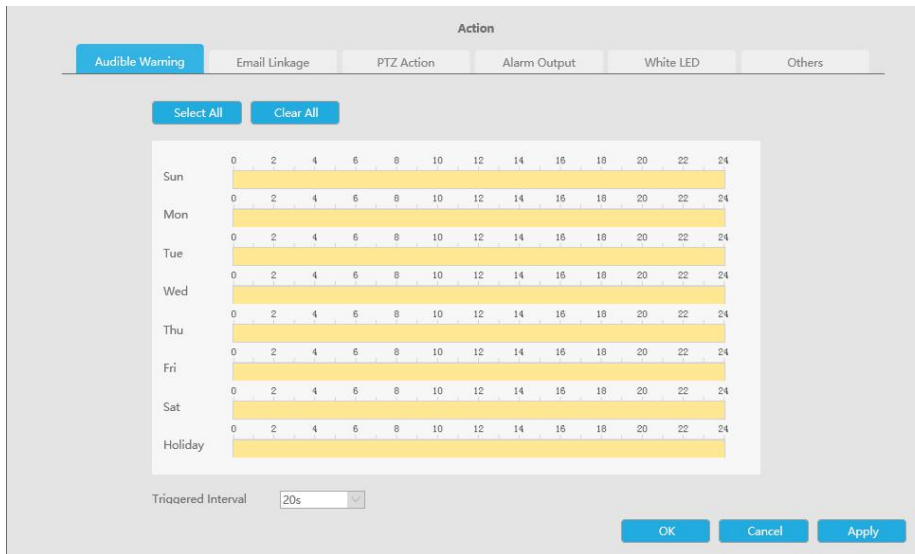 Action
Audible Warning Email Linkage PTZ Action Alarm Output White LED Others
Select All Clear All
0 2 4 6 8 10 12 14 16 18 20 22 24
Sun
0 2 4 6 8 10 12 14 16 18 20 22 24
Mon
0 2 4 6 8 10 12 14 16 18 20 22 24
Tue
0 2 4 6 8 10 12 14 16 18 20 22 24
Wed
0 2 4 6 8 10 12 14 16 18 20 22 24
Thu
0 2 4 6 8 10 12 14 16 18 20 22 24
Fri
0 2 4 6 8 10 12 14 16 18 20 22 24
Sat
0 2 4 6 8 10 12 14 16 18 20 22 24
Holiday
Triggered Interval 20s
OK Cancel Apply